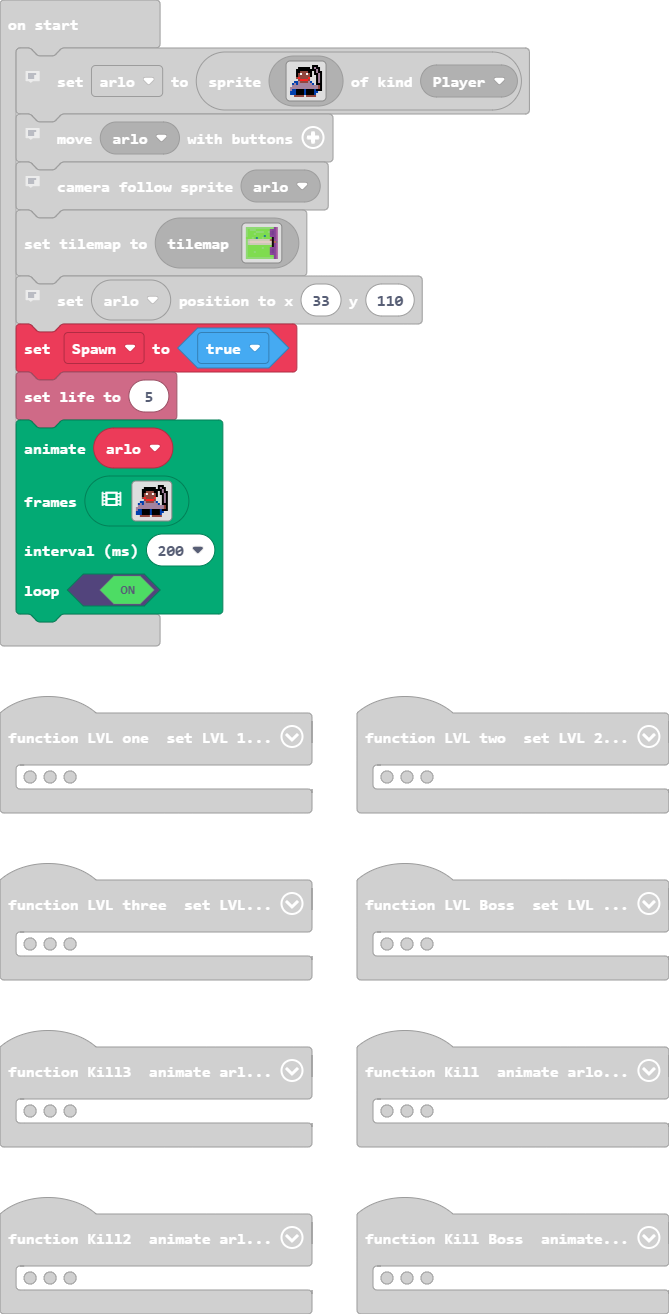 on start
set arlo to sprite of kind Player
move arlo with buttons
camera follow sprite arlo
set tilemap to tilemap
set arlo position to x 33 y 110
set Spawn to true
set life to 5
animate arlo
frames
interval (ms) 200
loop ON
function LVL one set LVL 1...
function LVL two set LVL 2...
function LVL three set LVL...
function LVL Boss set LVL ...
function Kill3 animate arl...
function Kill animate arlo...
function Kill2 animate arl...
function Kill Boss animate...